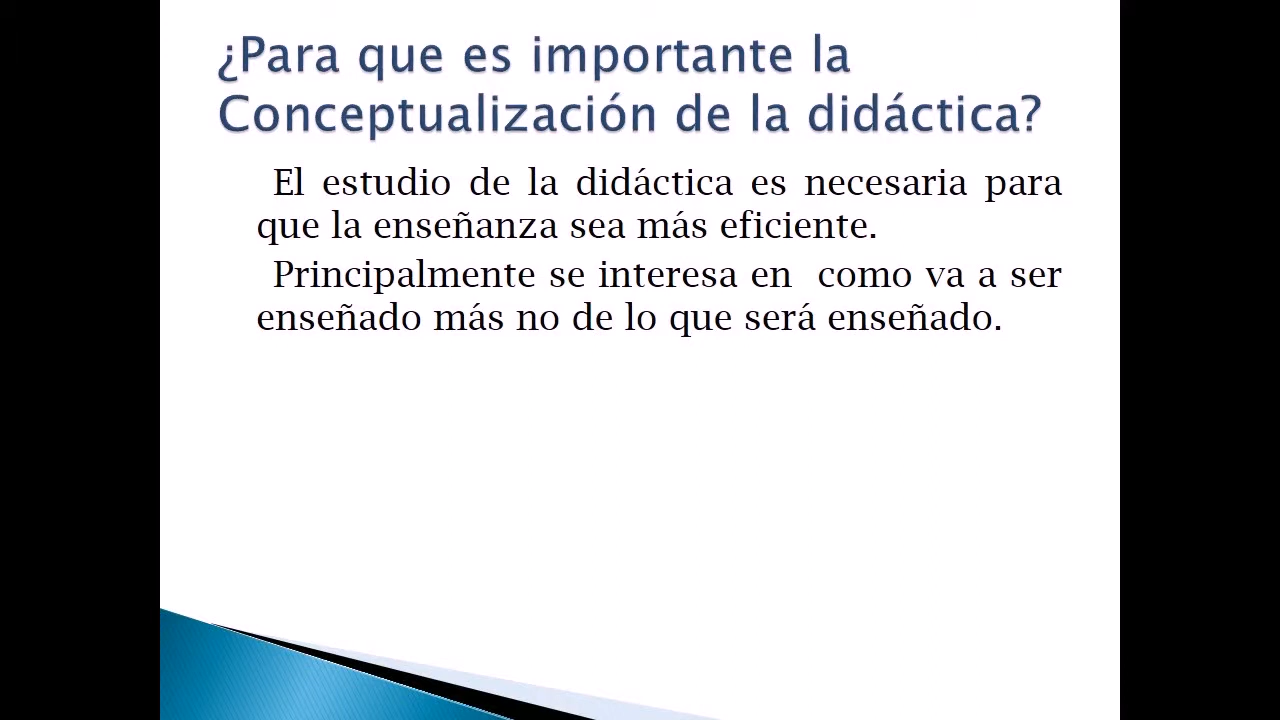 ¿Para que es importante la
Conceptualización de la didáctica?
El estudio de la didáctica es necesaria para
que la enseñanza sea más eficiente.
Principalmente se interesa en  como va a ser
enseñado más no de lo que será enseñado.